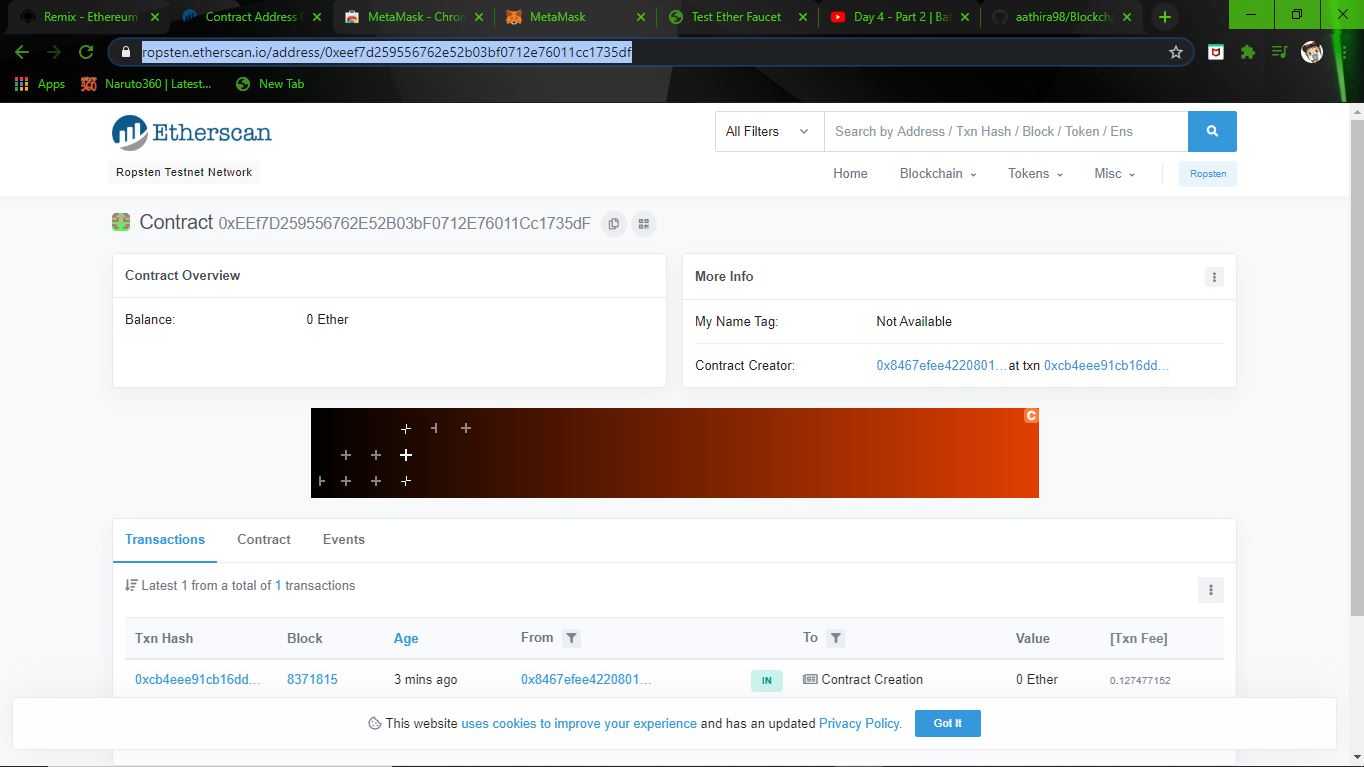 Remix - Ethereum
Contract Address
MetaMask - Chrom
MetaMask
Test Ether Faucet
Day 4 - Part 2 | Bat
aathira98/Blockcha
ropsten.etherscan.io/address/0xeef7d259556762e52b03bf0712e76011cc1735df
Apps
Naruto360 | Latest...
New Tab
Etherscan
All Filters
Search by Address / Txn Hash / Block / Token / Ens
Ropsten Testnet Network
Home
Blockchain
Tokens
Misc
Ropsten
Contract 0xEEf7D259556762E52B03bF0712E76011Cc1735dF
Contract Overview
Balance: 0 Ether
More Info
My Name Tag: Not Available
Contract Creator: 0x8467efee4220801... at txn 0xcb4eee91cb16dd...
C
Transactions
Contract
Events
Latest 1 from a total of 1 transactions
Txn Hash Block Age From To Value [Txn Fee]
0xcb4eee91cb16dd... 8371815 3 mins ago 0x8467efee4220801... IN Contract Creation 0 Ether 0.127477152
This website uses cookies to improve your experience and has an updated Privacy Policy.
Got It